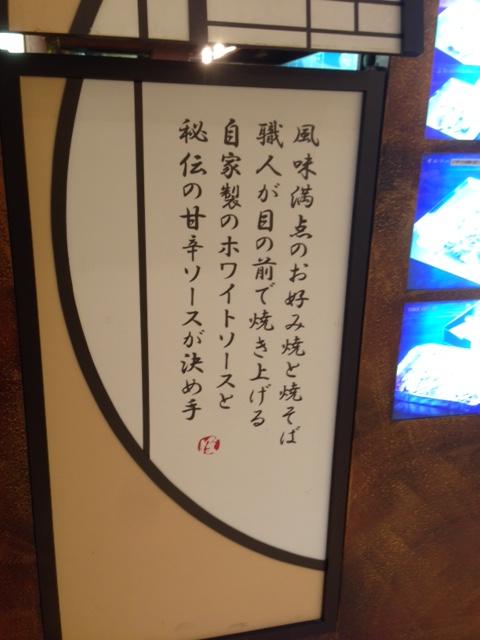 風味満点のお好み焼と焼そば
職人が目の前で焼き上げる
自家製のホワイトソースと
秘伝の甘辛ソースが決め手